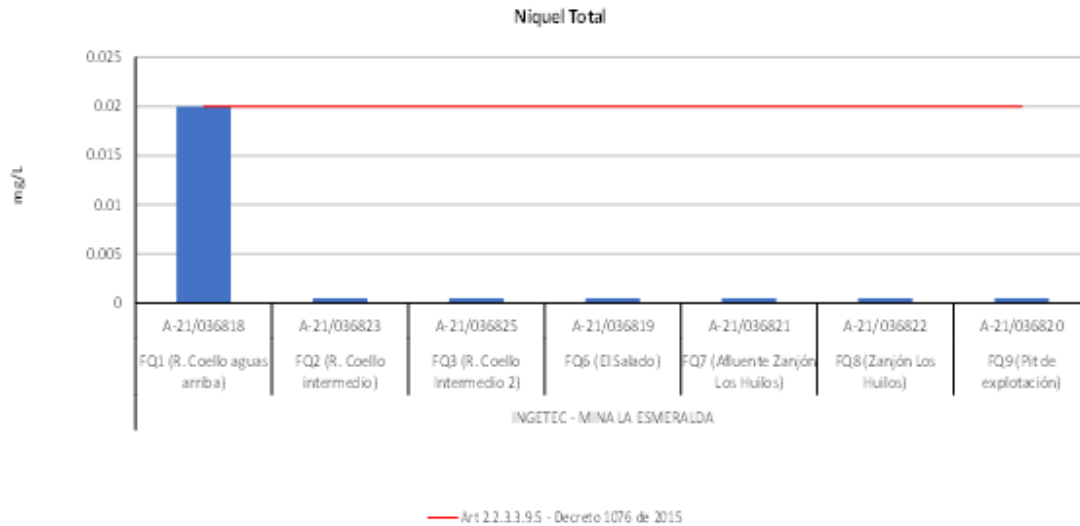 Niquel Total
0.025
0.02
0.015
0.01
0.005
0
mg/L
A-21/036818 A-21/036823 A-21/036825 A-21/036819 A-21/036821 A-21/036822 A-21/036820
FQ1 (R. Coello aguas FQ2 (R. Coello FQ3 (R. Coello FQ6 (El Salado) FQ7 (Afluente Zanjón FQ8 (Zanjón Los FQ9 (Pit de
arriba) intermedio) Intermedio 2) Los Huilos) Huilos) explotación)
INGETEC - MINA LA ESMERALDA
Art 2.2.3.3.9.5 - Decreto 1076 de 2015